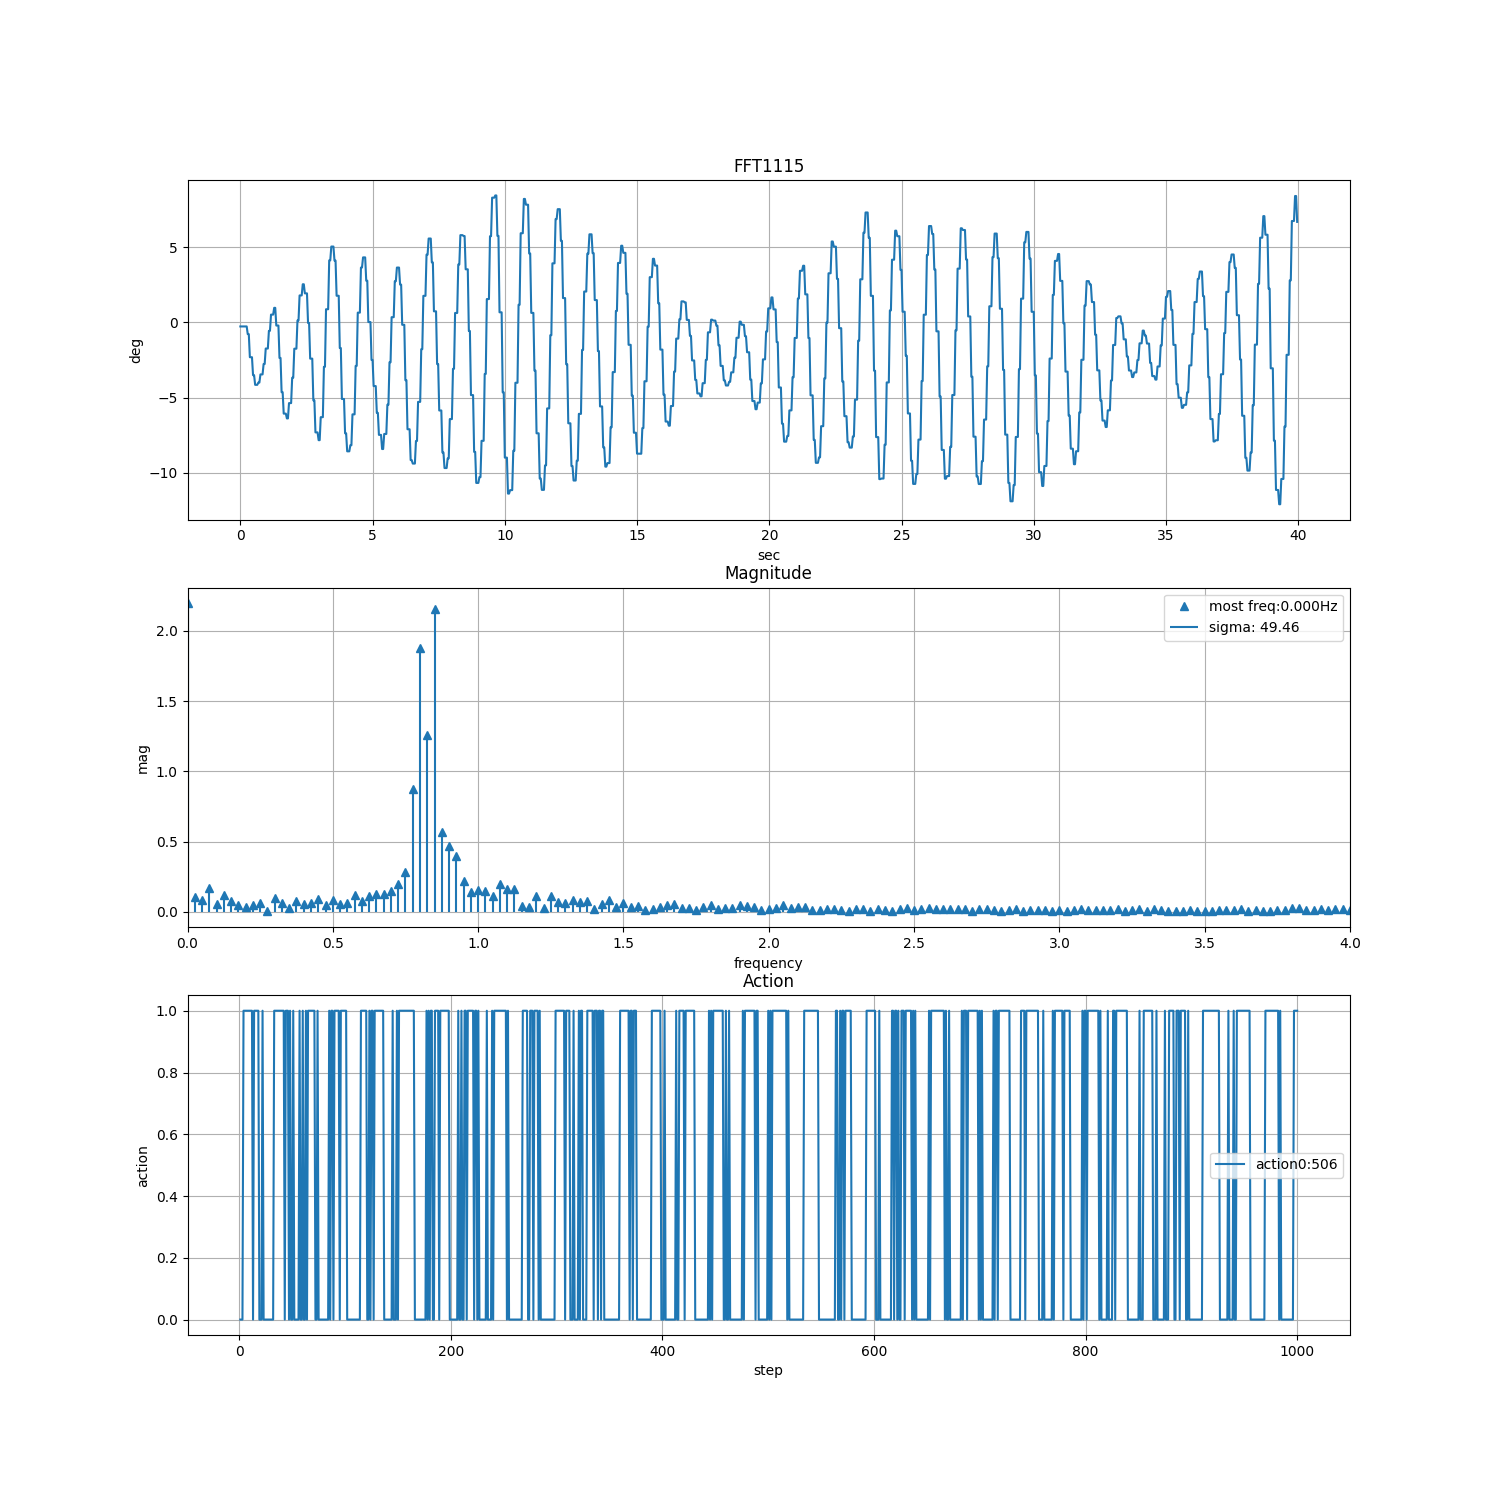 FFT1115
5
0
−5
−10
deg
0 5 10 15 20 25 30 35 40
sec
Magnitude
most freq:0.000Hz
sigma: 49.46
2.0
1.5
1.0
0.5
0.0
mag
0.0 0.5 1.0 1.5 2.0 2.5 3.0 3.5 4.0
frequency
Action
1.0
0.8
0.6
0.4
0.2
0.0
action
action0:506
0 200 400 600 800 1000
step